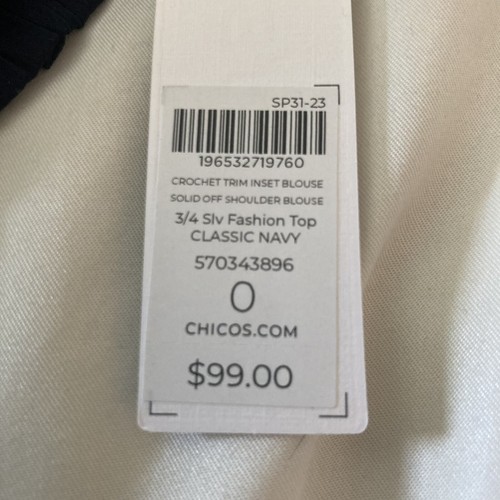 SP31-23
196532719760
CROCHET TRIM INSET BLOUSE
SOLID OFF SHOULDER BLOUSE
3/4 Slv Fashion Top
CLASSIC NAVY
570343896
0
CHICOS.COM
$99.00